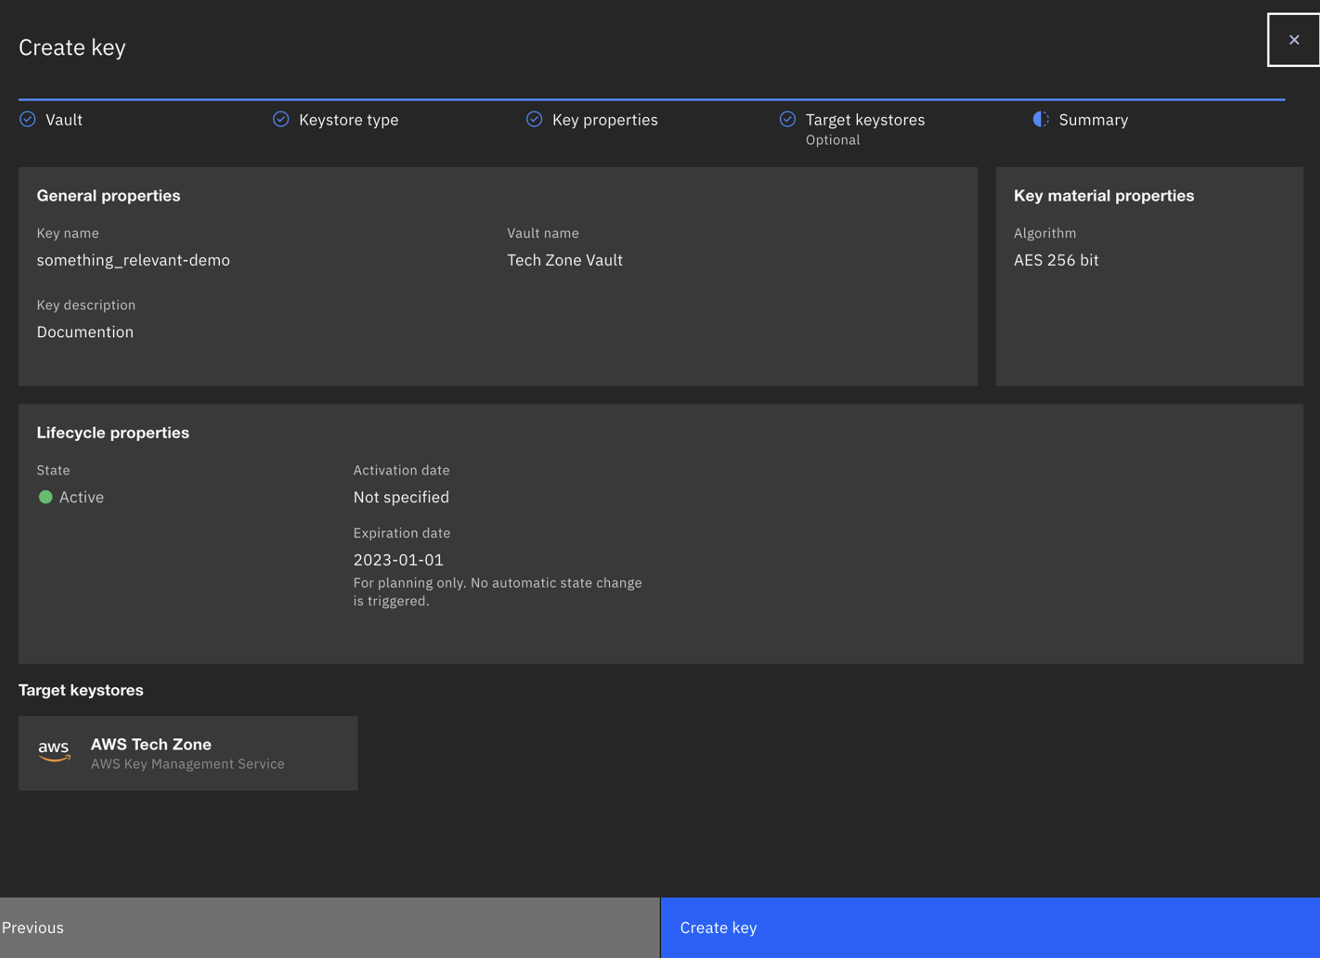 Create key
Vault
Keystore type
Key properties
Target keystores
Optional
Summary
General properties
Key name
something_relevant-demo
Vault name
Tech Zone Vault
Key description
Documention
Key material properties
Algorithm
AES 256 bit
Lifecycle properties
State
Active
Activation date
Not specified
Expiration date
2023-01-01
For planning only. No automatic state change
is triggered.
Target keystores
aws
AWS Tech Zone
AWS Key Management Service
Previous
Create key